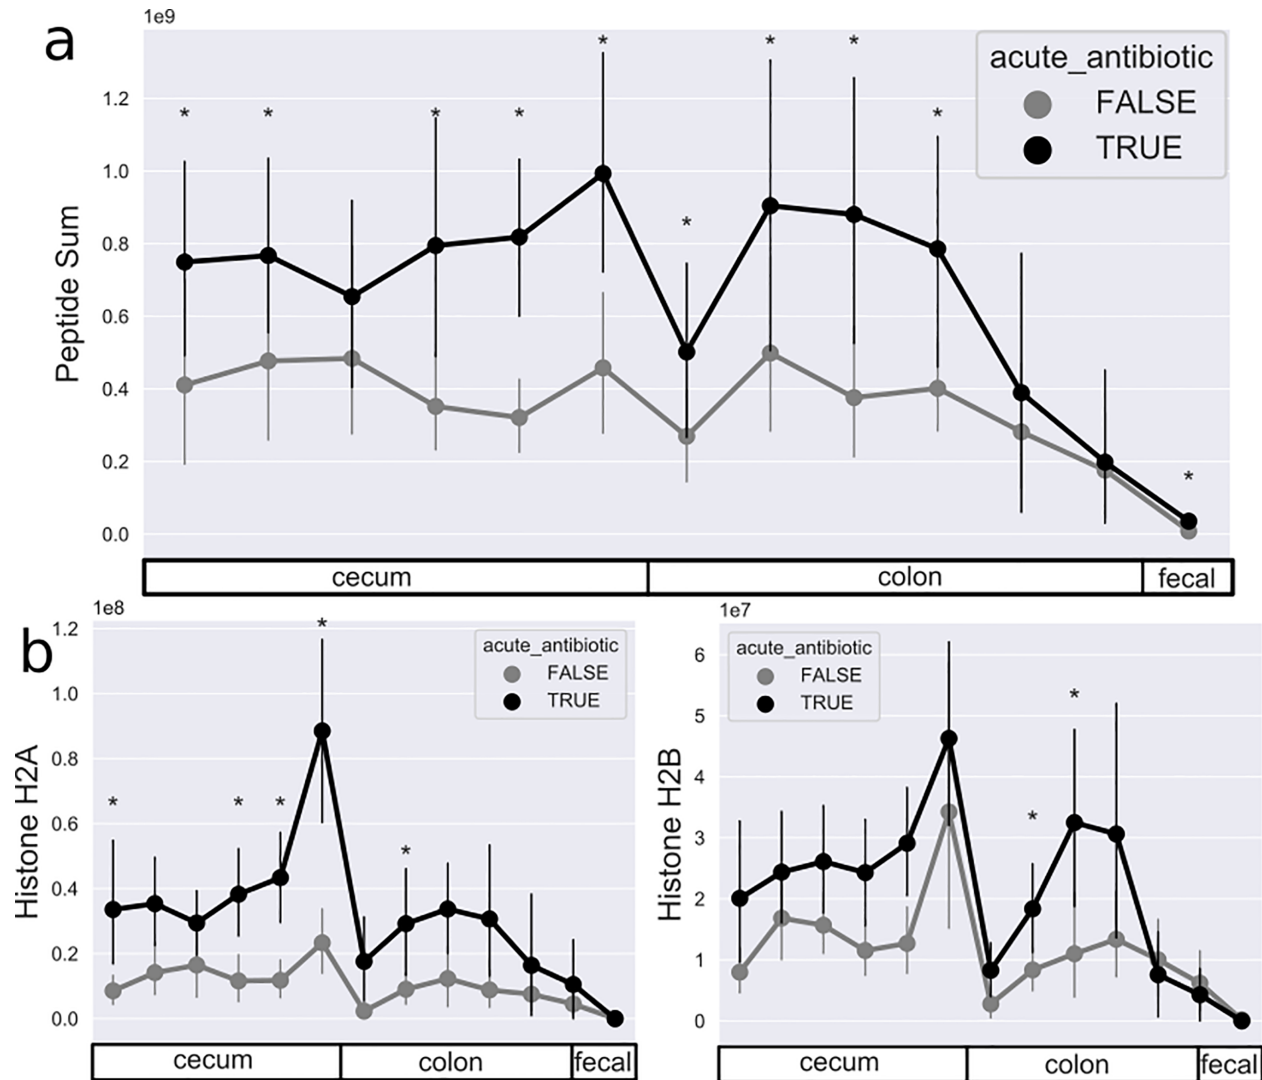 a
1e9
Peptide Sum
1.2
1.0
0.8
0.6
0.4
0.2
0.0
* * * * * * * * * *
acute_antibiotic
FALSE
TRUE
cecum colon fecal
b
1e8
Histone H2A
1.2
1.0
0.8
0.6
0.4
0.2
0.0
* * * * *
acute_antibiotic
FALSE
TRUE
cecum colon fecal
1e7
Histone H2B
6
5
4
3
2
1
0
* *
acute_antibiotic
FALSE
TRUE
cecum colon fecal